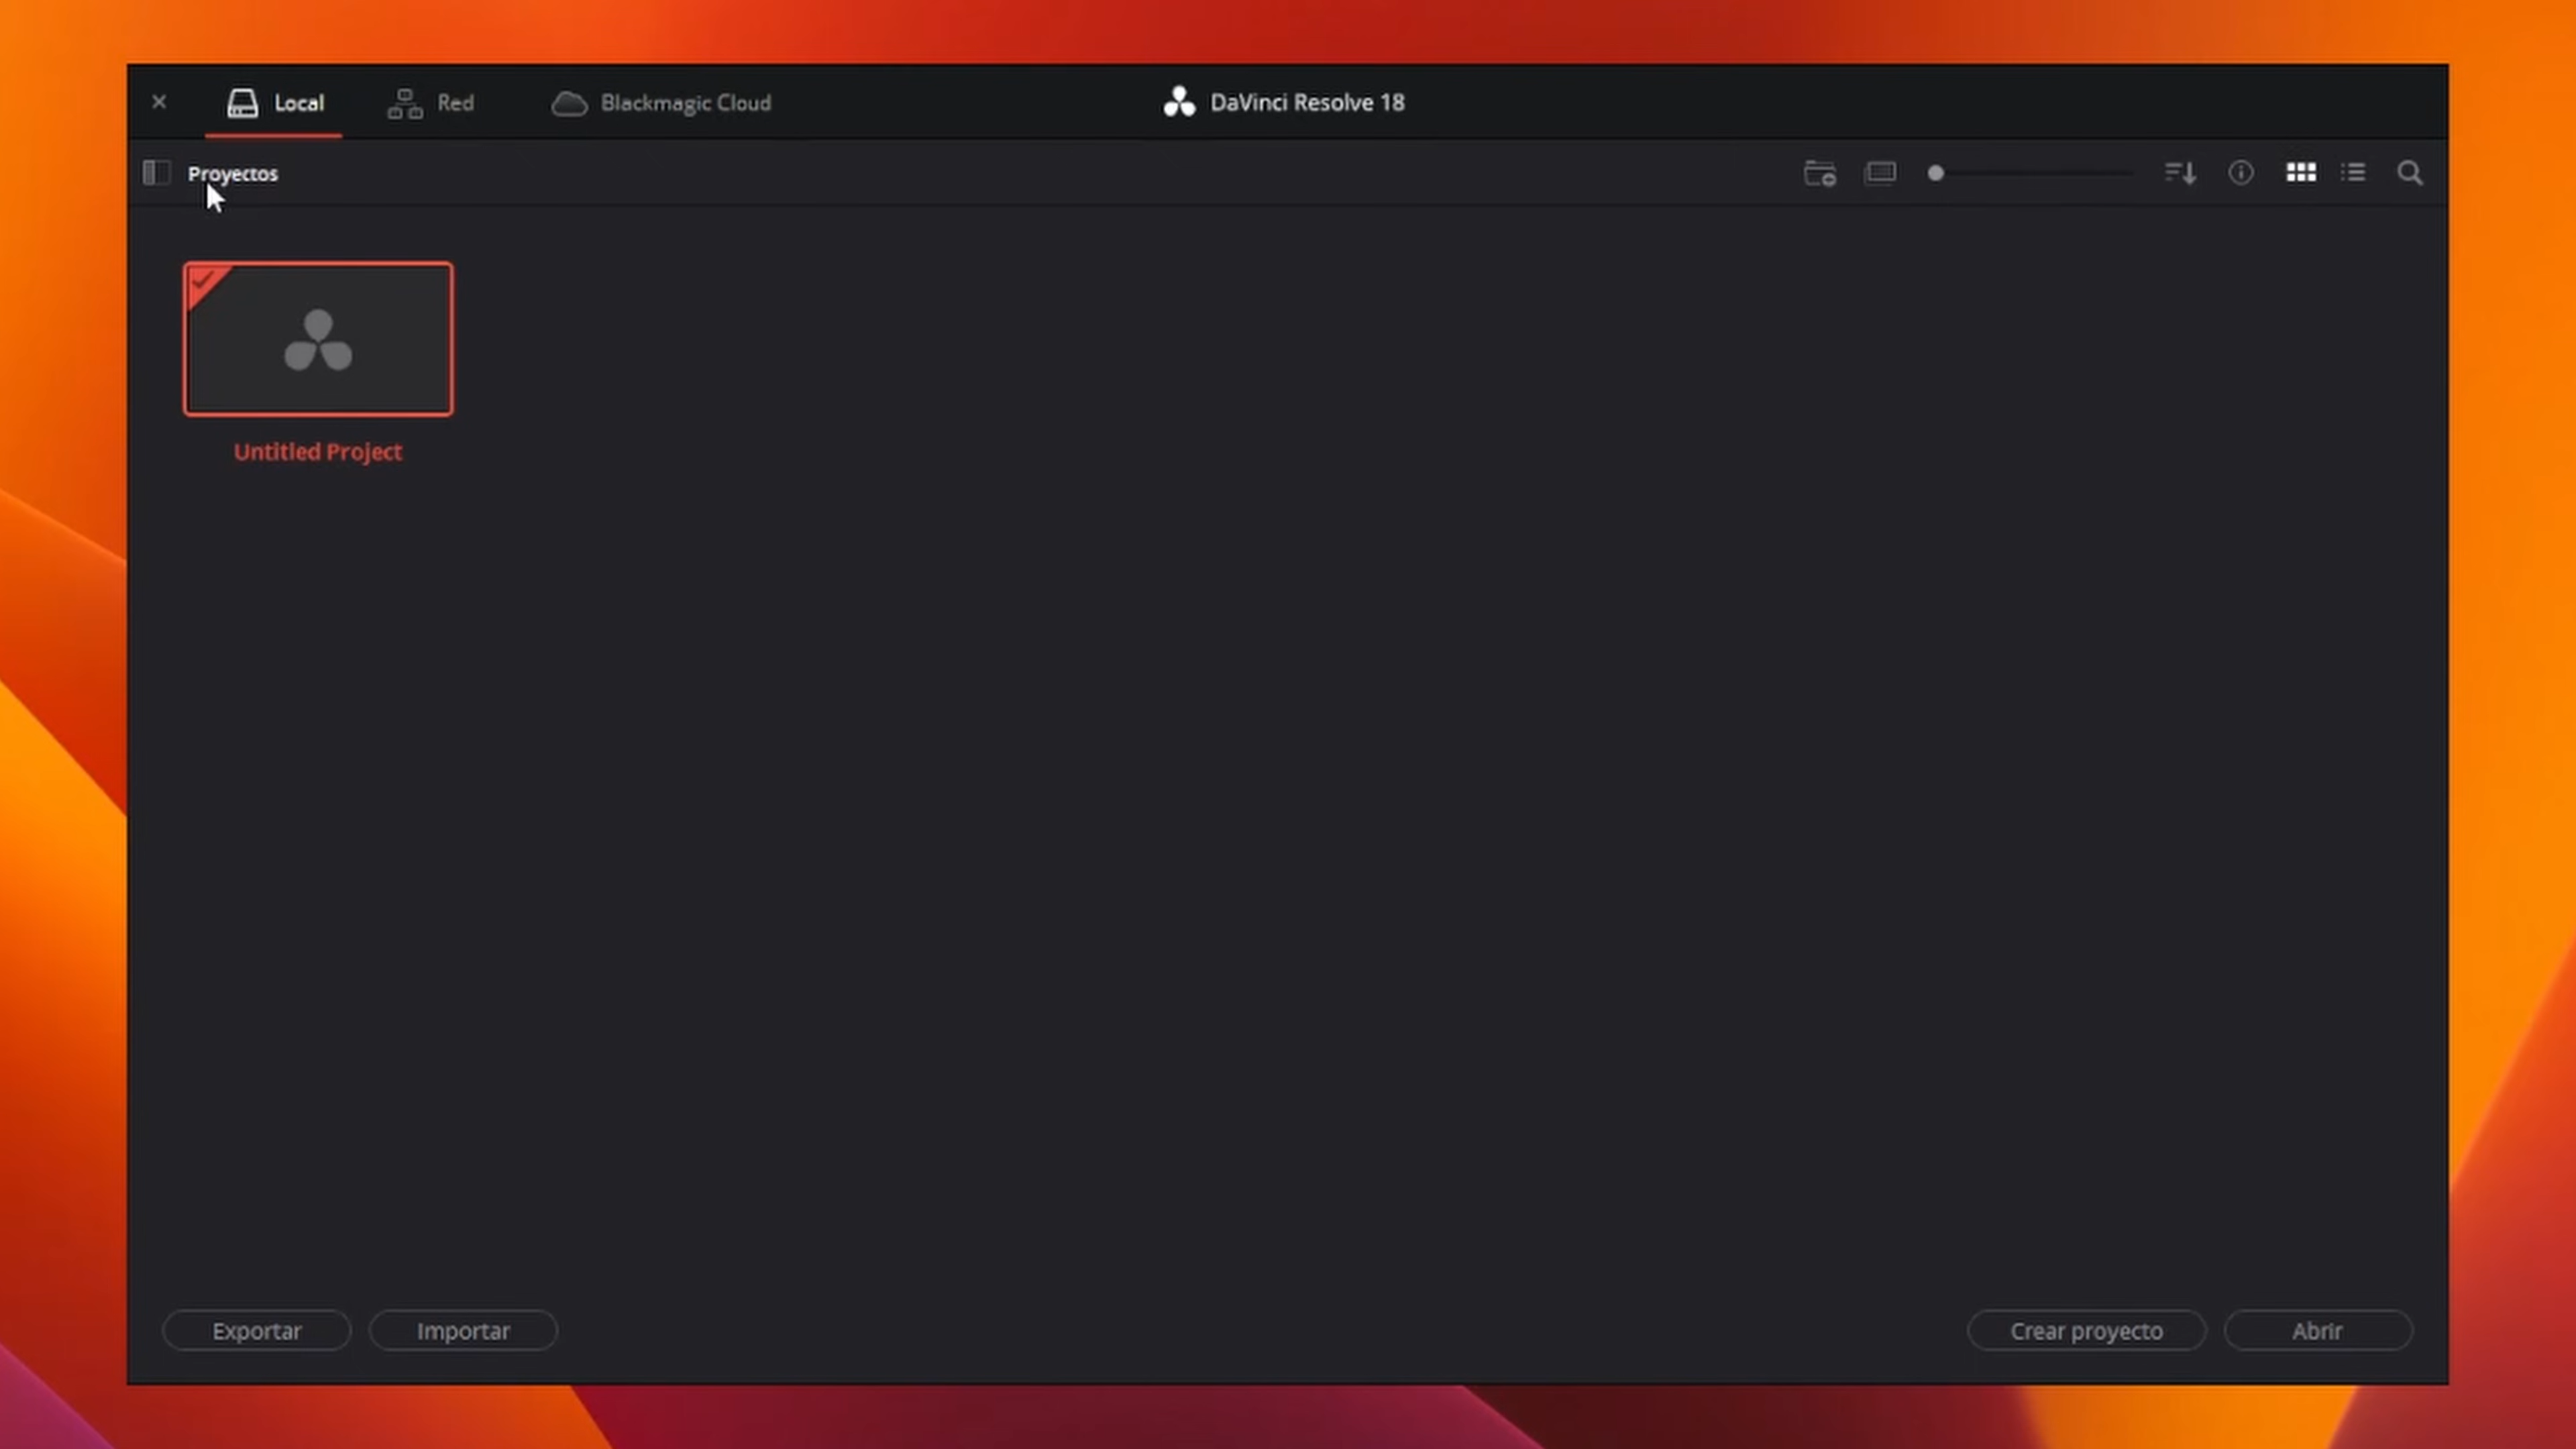 Local
Red
Blackmagic Cloud
DaVinci Resolve 18
Proyectos
Untitled Project
Exportar
Importar
Crear proyecto
Abrir